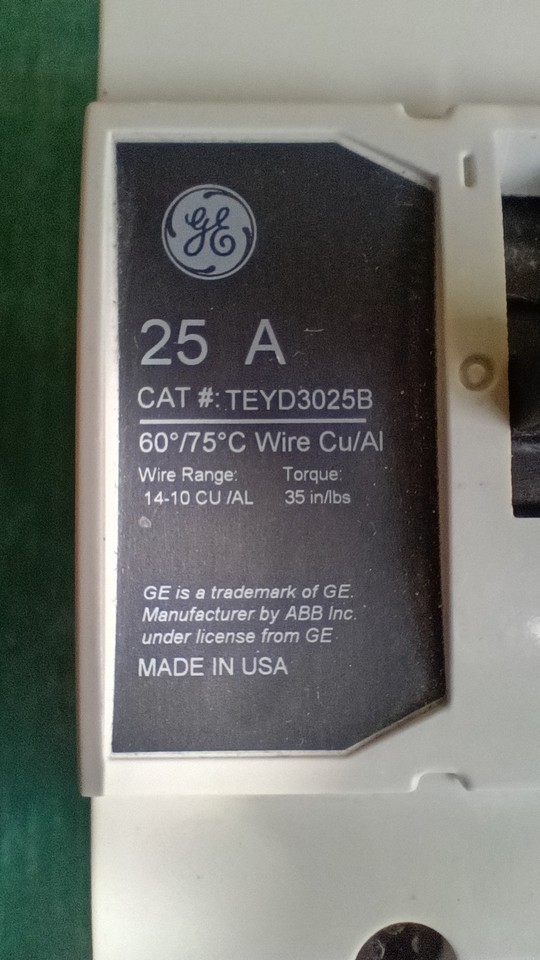 GE
25 A
CAT #: TEYD3025B
60°/75°C Wire Cu/Al
Wire Range: Torque:
14-10 CU /AL 35 in/lbs
GE is a trademark of GE.
Manufacturer by ABB Inc.
under license from GE
MADE IN USA